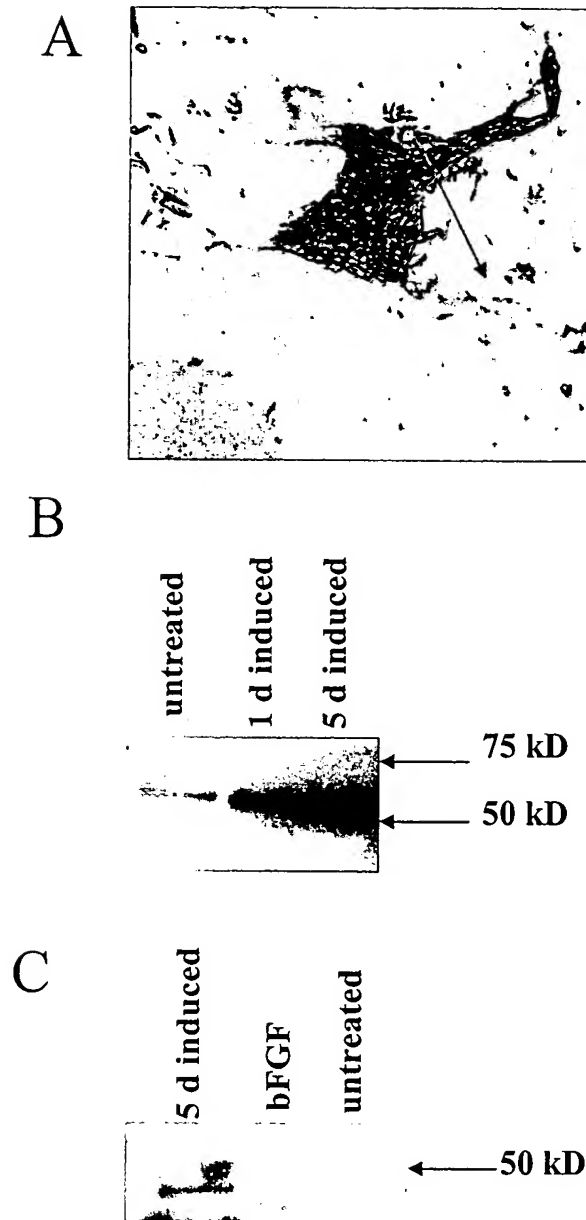 A
B
untreated
1 d induced
5 d induced
75 kD
50 kD
C
5 d induced
bFGF
untreated
50 kD